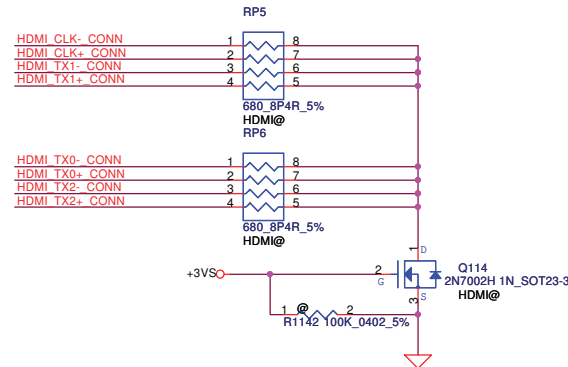 RP5
HDMI_CLK-_CONN 1 8
HDMI_CLK+_CONN 2 7
HDMI_TX1-_CONN 3 6
HDMI_TX1+_CONN 4 5
680_8P4R_5%
HDMI@
RP6
HDMI_TX0-_CONN 1 8
HDMI_TX0+_CONN 2 7
HDMI_TX2-_CONN 3 6
HDMI_TX2+_CONN 4 5
680_8P4R_5%
HDMI@
1 D
+3VS 2 G
Q114
2N7002H 1N_SOT23-3
HDMI@
3 S
1 @ 2
R1142 100K_0402_5%